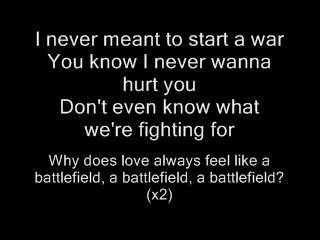 I never meant to start a war
You know I never wanna
hurt you
Don't even know what
we're fighting for
Why does love always feel like a
battlefield, a battlefield, a battlefield?
(x2)